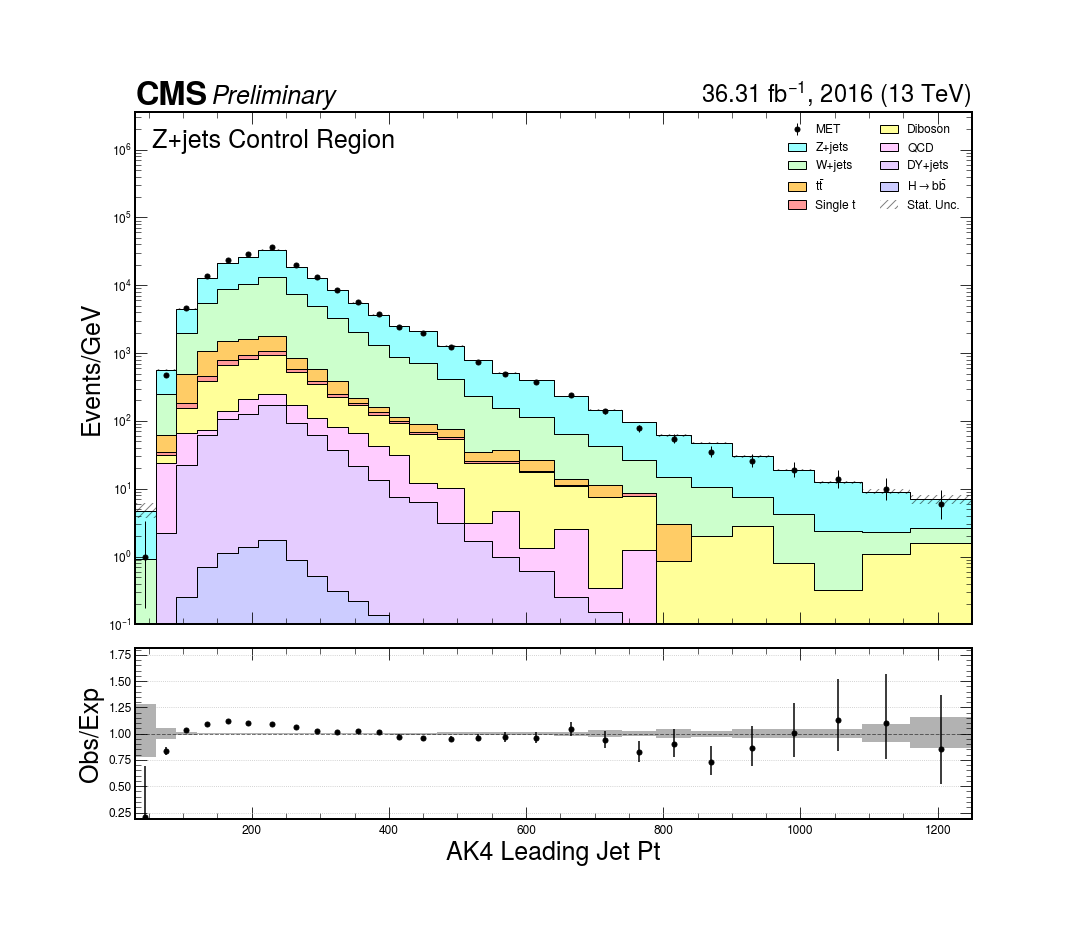 CMS Preliminary 36.31 fb⁻¹, 2016 (13 TeV)
Z+jets Control Region
MET Diboson
Z+jets QCD
W+jets DY+jets
tt̄ H→bb̄
Single t Stat. Unc.
10⁶
10⁵
10⁴
10³
10²
10¹
10⁰
10⁻¹
Events/GeV
1.75
1.50
1.25
1.00
0.75
0.50
0.25
Obs/Exp
200 400 600 800 1000 1200
AK4 Leading Jet Pt